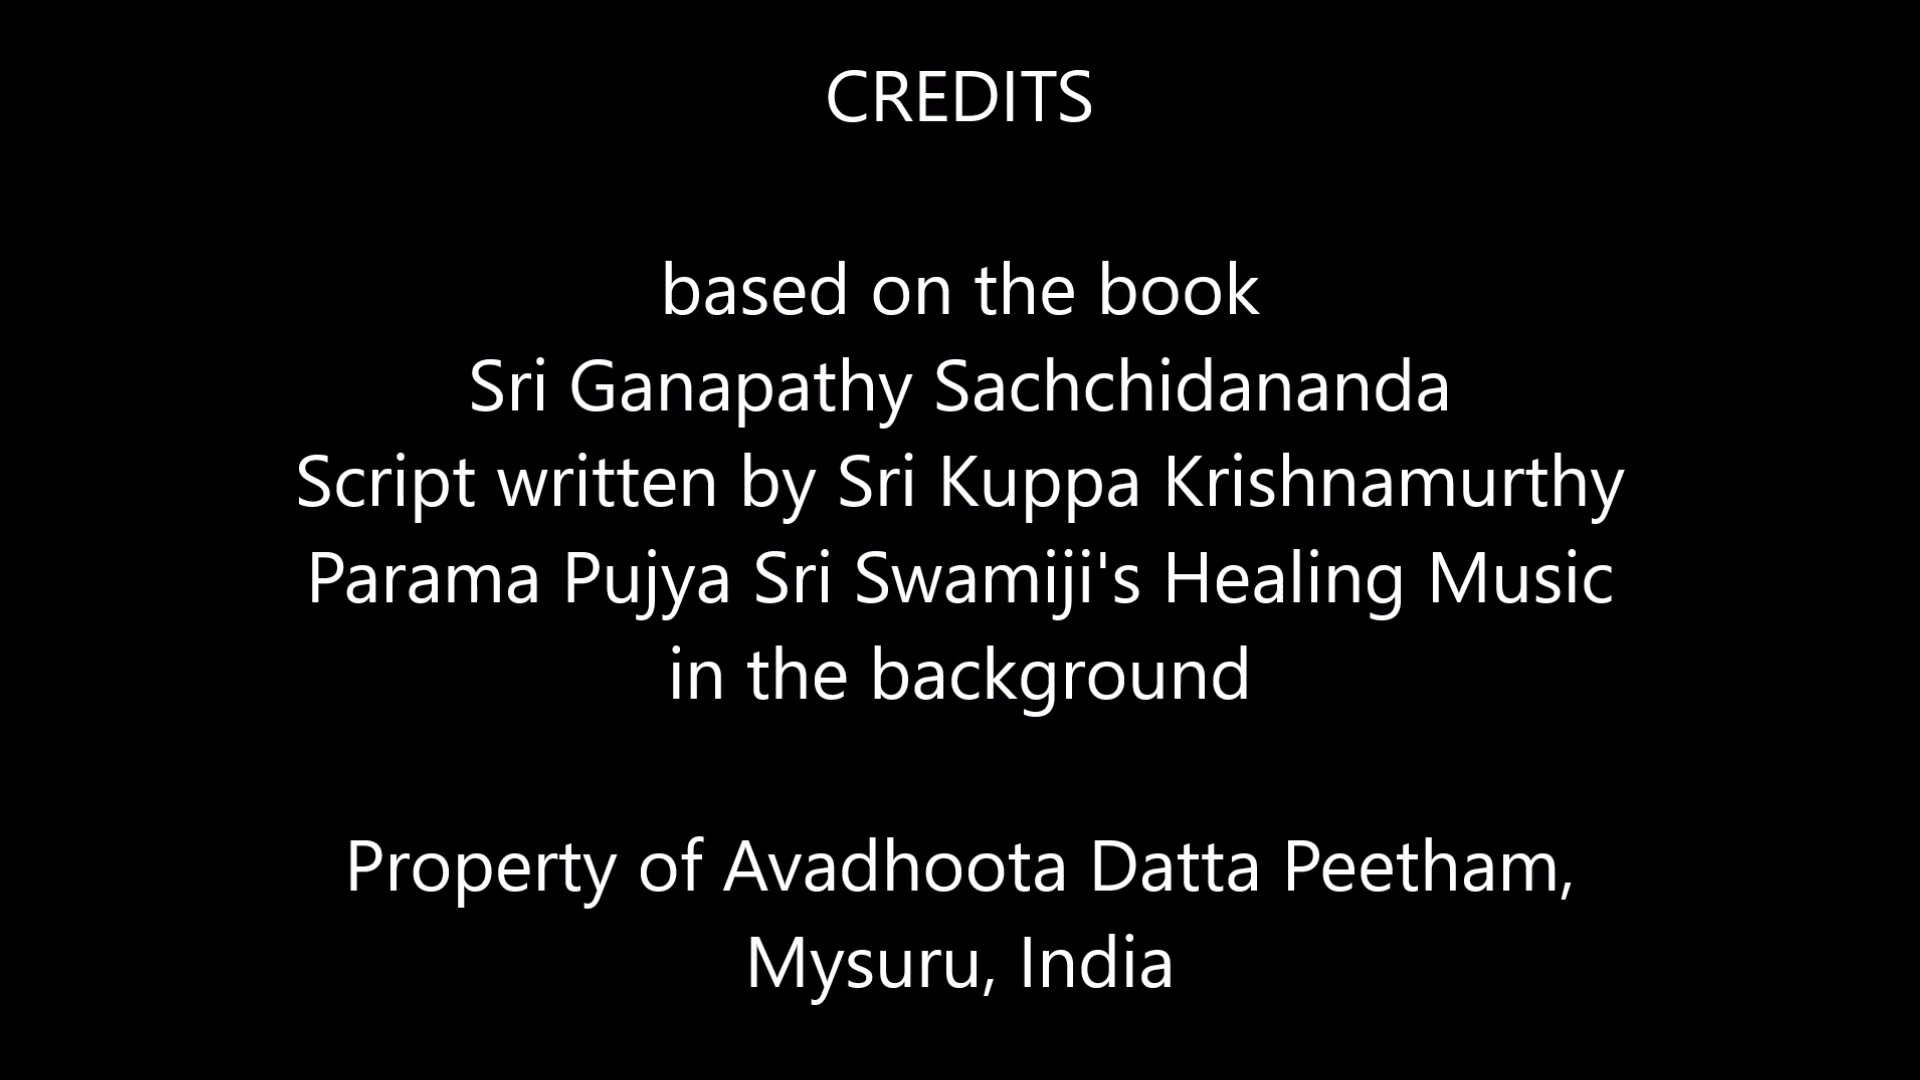 CREDITS
based on the book
Sri Ganapathy Sachchidananda
Script written by Sri Kuppa Krishnamurthy
Parama Pujya Sri Swamiji's Healing Music
in the background
Property of Avadhoota Datta Peetham,
Mysuru, India